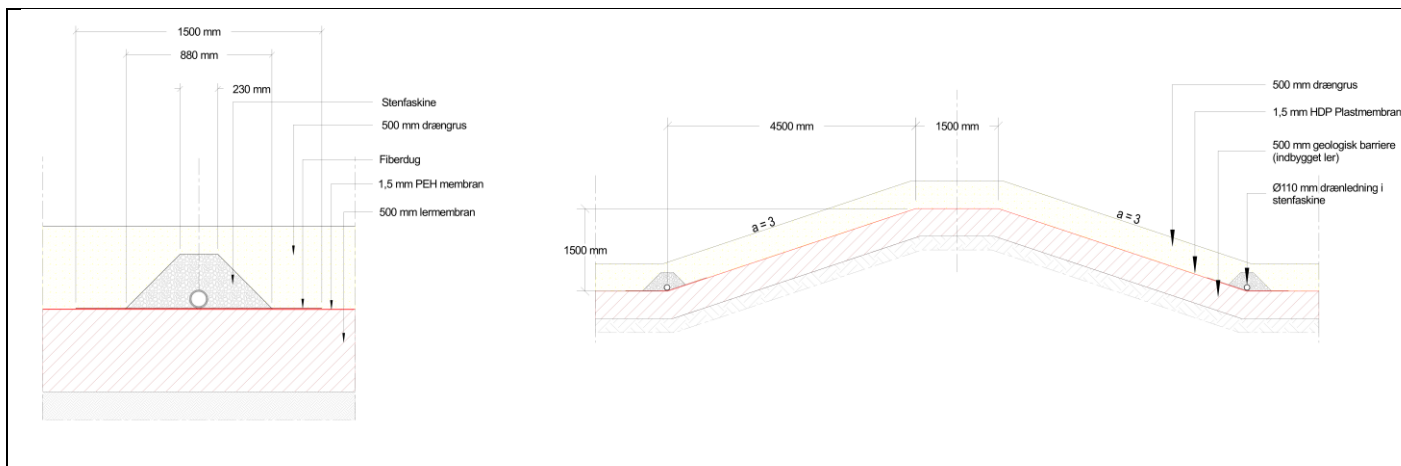 1500 mm
880 mm
230 mm
Stenfaskine
500 mm drængrus
Fiberdug
1,5 mm PEH membran
500 mm lermembran
4500 mm
1500 mm
1500 mm
a = 3
a = 3
500 mm drængrus
1,5 mm HDP Plastmembran
500 mm geologisk barriere
(indbygget ler)
Ø110 mm drænledning i
stenfaskine